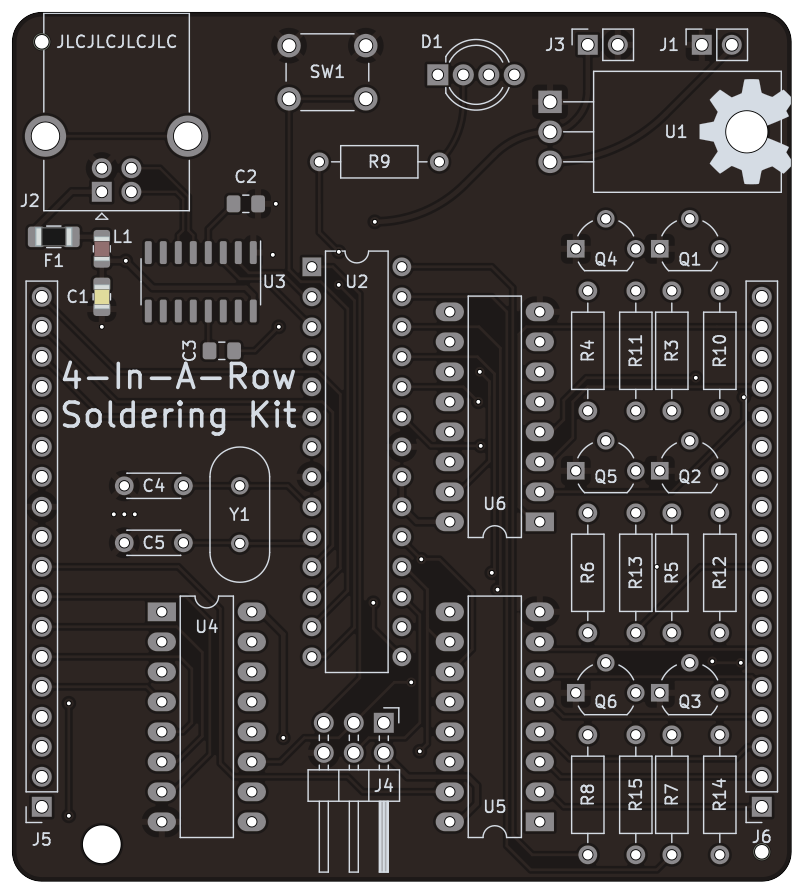 JLCJLCJLCJLC
SW1
D1
J3
J1
U1
R9
C2
J2
L1
F1
U3
U2
C1
C3
Q4
Q1
R4
R11
R3
R10
4-In-A-Row
Soldering Kit
C4
Y1
C5
U6
Q5
Q2
R6
R13
R5
R12
U4
Q6
Q3
J4
U5
R8
R15
R7
R14
J5
J6